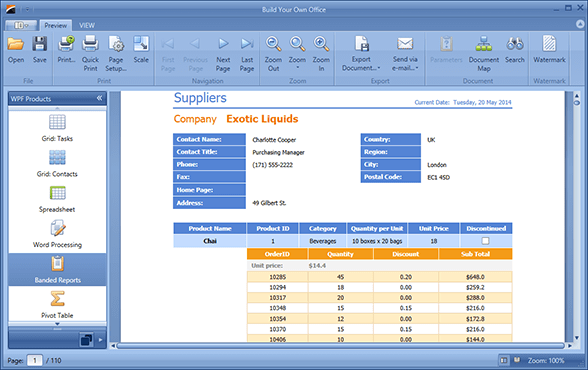 Build Your Own Office
Preview VIEW
Open Save Print... Quick Print Page Setup... Scale First Page Previous Page Next Page Last Page Zoom Out Zoom Zoom In Export Document... Send via e-mail... Parameters Document Map Search Watermark
File Print Navigation Zoom Export Document Watermark
WPF Products
Grid: Tasks
Grid: Contacts
Spreadsheet
Word Processing
Banded Reports
Pivot Table
Suppliers Current Date: Tuesday, 20 May 2014
Company Exotic Liquids
Contact Name: Charlotte Cooper Country: UK
Contact Title: Purchasing Manager Region:
Phone: (171) 555-2222 City: London
Fax: Postal Code: EC1 4SD
Home Page:
Address: 49 Gilbert St.
Product Name Product ID Category Quantity per Unit Unit Price Discontinued
Chai 1 Beverages 10 boxes x 20 bags 18
OrderID Quantity Discount Sub Total
Unit price: $14.4
10285 45 0.20 $648.0
10294 18 0.00 $259.2
10317 20 0.00 $288.0
10348 15 0.15 $216.0
10354 12 0.00 $172.8
10370 15 0.15 $216.0
10406 10 0.00 $144.0
Page: 1 / 110 Zoom: 100%